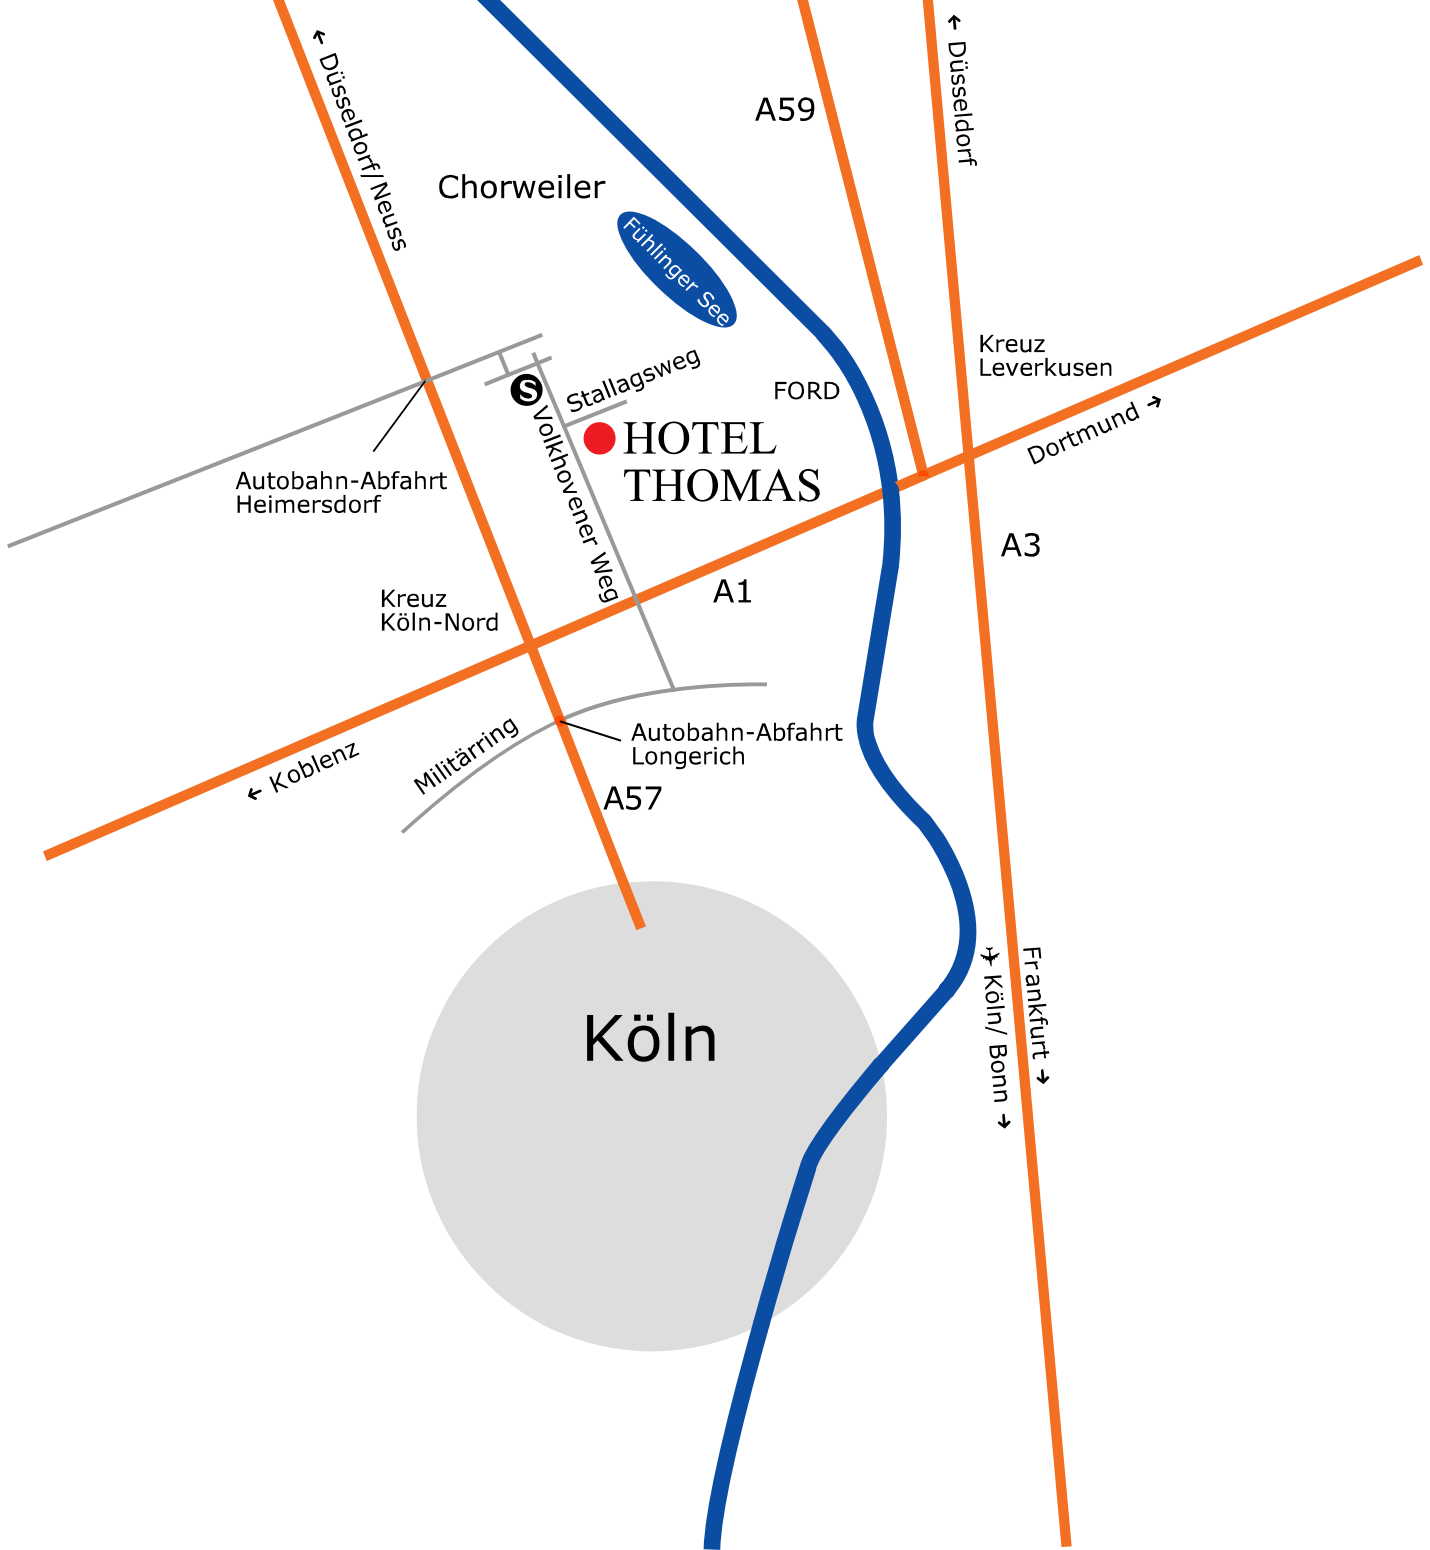 ← Düsseldorf/Neuss
← Düsseldorf
A59
Chorweiler
Fühlinger See
Kreuz
Leverkusen
Stallagsweg
FORD
S
Dortmund →
HOTEL
THOMAS
Volkhovener Weg
Autobahn-Abfahrt
Heimersdorf
A3
A1
Kreuz
Köln-Nord
Autobahn-Abfahrt
Longerich
Militärring
← Koblenz
A57
Frankfurt →
✈ Köln/ Bonn →
Köln